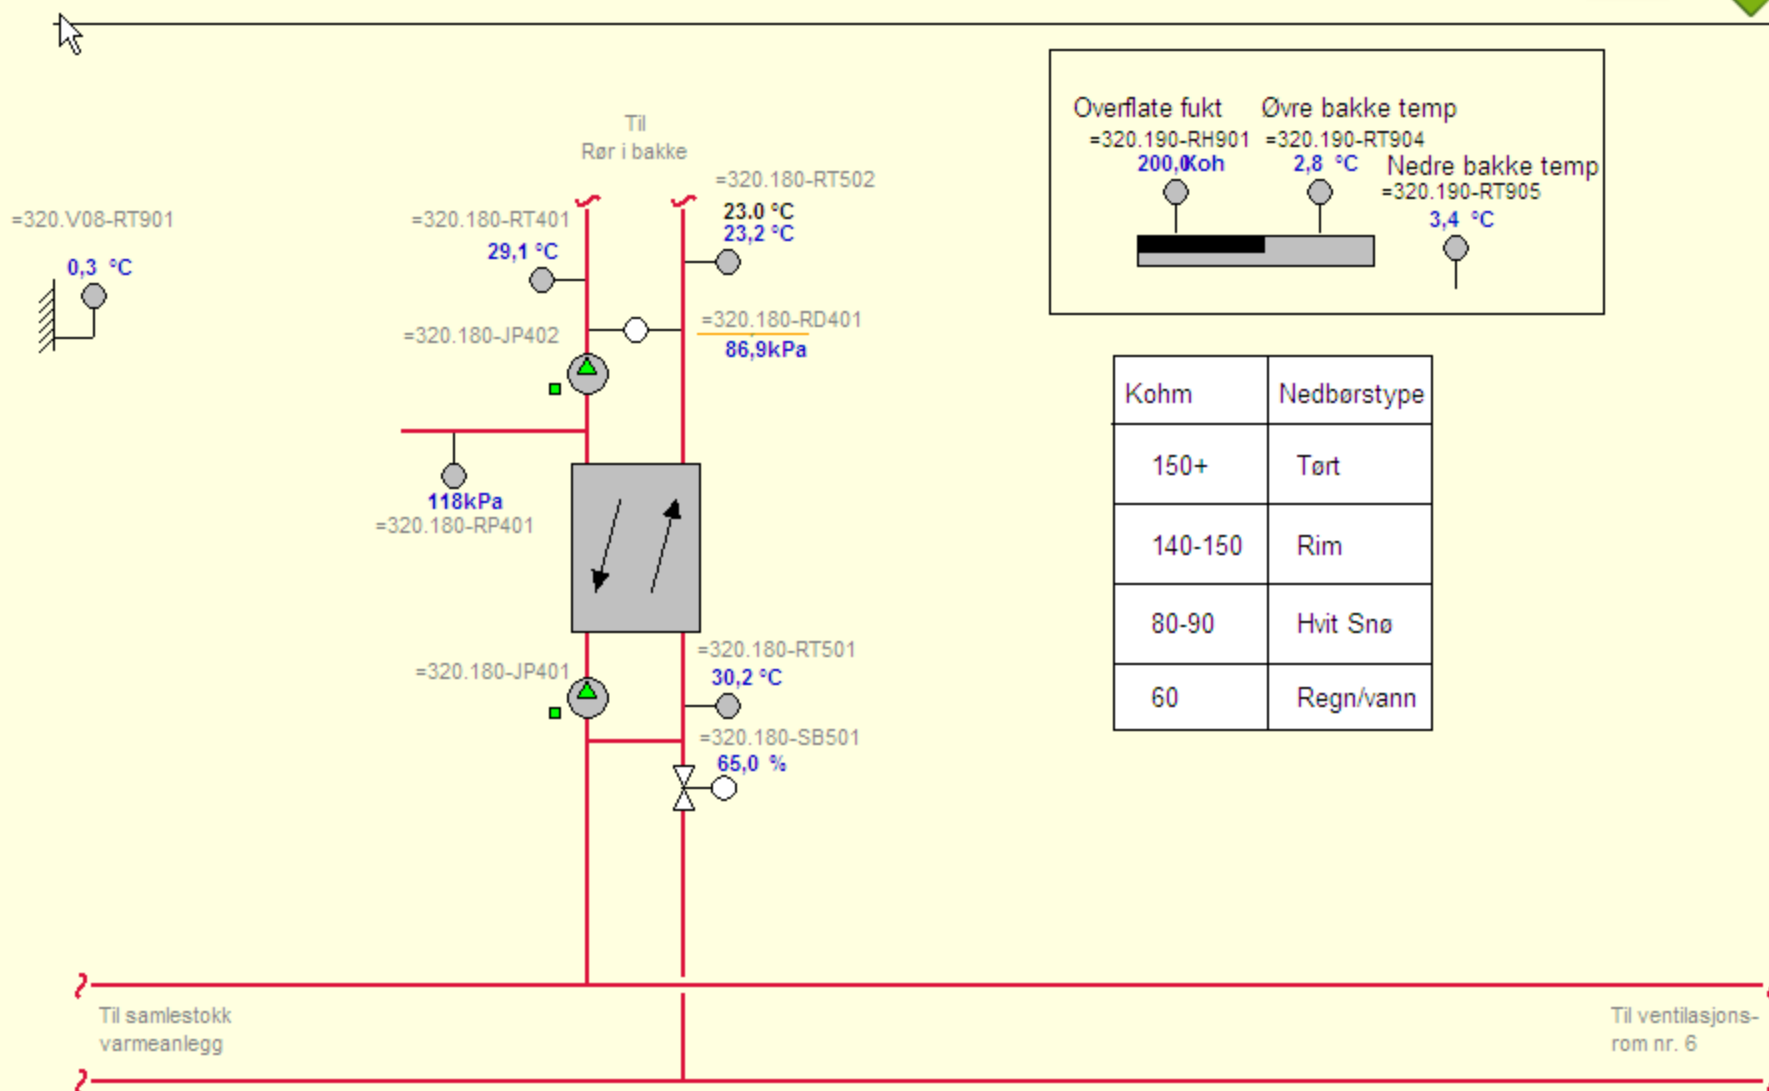 Til
Rør i bakke
=320.V08-RT901
0,3 °C
=320.180-RT401
29,1 °C
=320.180-RT502
23.0 °C
23,2 °C
=320.180-JP402
=320.180-RD401
86,9kPa
118kPa
=320.180-RP401
=320.180-JP401
=320.180-RT501
30,2 °C
=320.180-SB501
65,0 %
Overflate fukt
=320.190-RH901
200,0Koh
Øvre bakke temp
=320.190-RT904
2,8 °C
Nedre bakke temp
=320.190-RT905
3,4 °C
Kohm Nedbørstype
150+ Tørt
140-150 Rim
80-90 Hvit Snø
60 Regn/vann
Til samlestokk
varmeanlegg
Til ventilasjons-
rom nr. 6